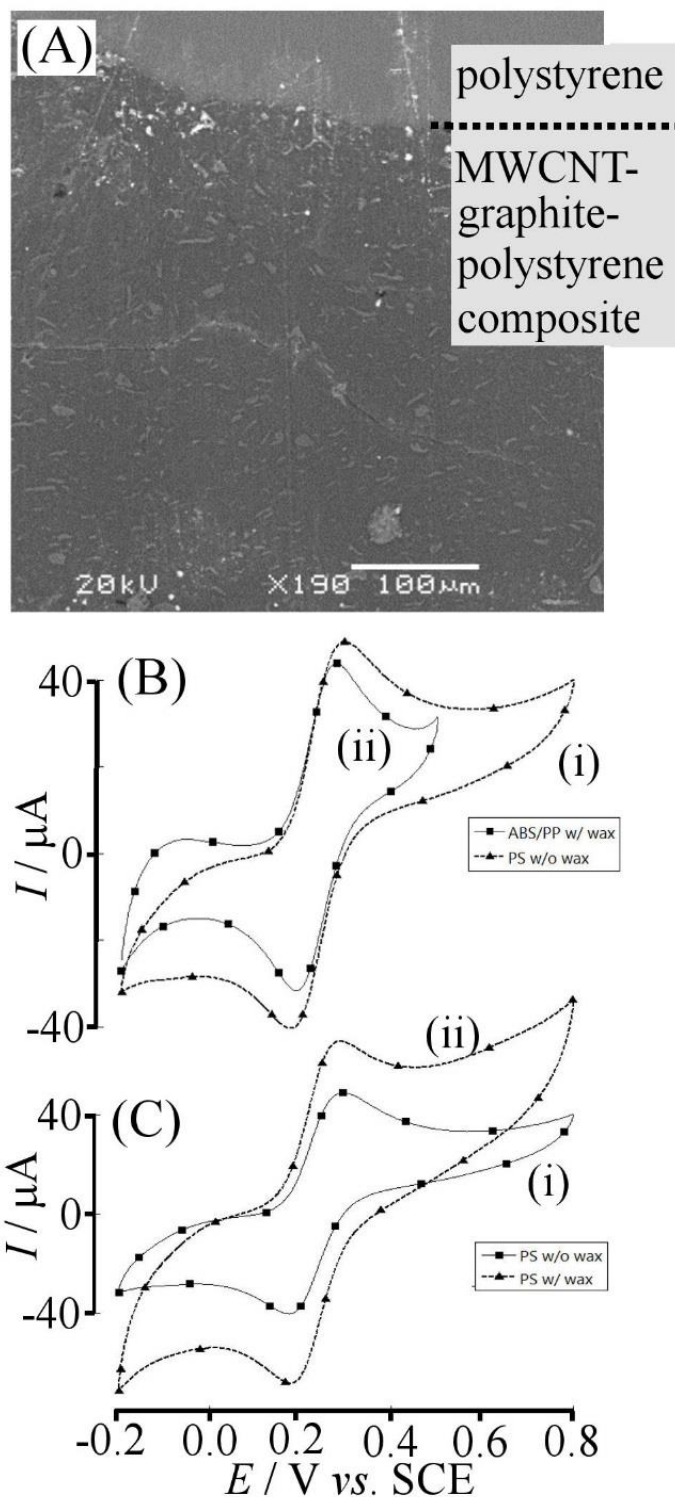 (A)
polystyrene
MWCNT-
graphite-
polystyrene
composite
20kV X190 100μm
(B)
40
0
-40
I / μA
(ii)
(i)
ABS/PP w/ wax
PS w/o wax
(C)
40
0
-40
I / μA
(ii)
(i)
PS w/o wax
PS w/ wax
-0.2 0.0 0.2 0.4 0.6 0.8
E / V vs. SCE